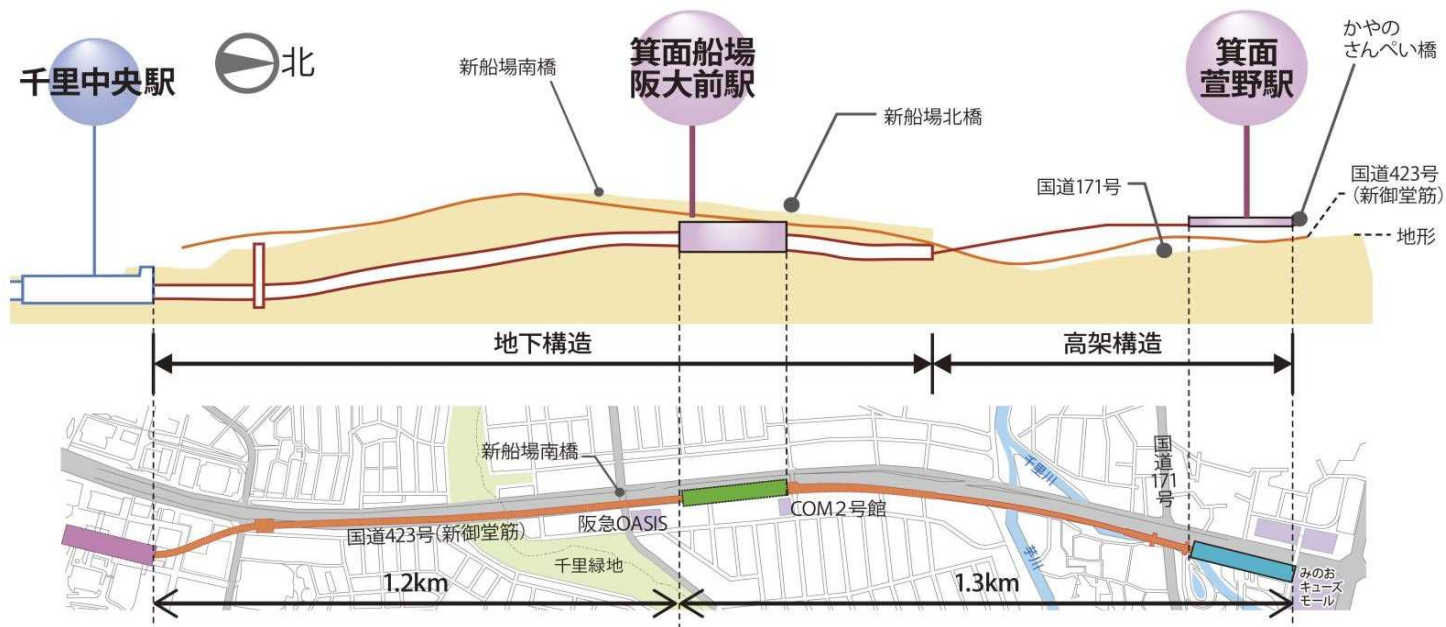 千里中央駅
北
新船場南橋
箕面船場
阪大前駅
新船場北橋
箕面
萱野駅
かやの
さんぺい橋
国道171号
国道423号
(新御堂筋)
地形
地下構造
高架構造
新船場南橋
国道423号(新御堂筋)
阪急OASIS
千里緑地
COM2号館
千里川
芋川
国道171号
みのお
キューズ
モール
1.2km
1.3km